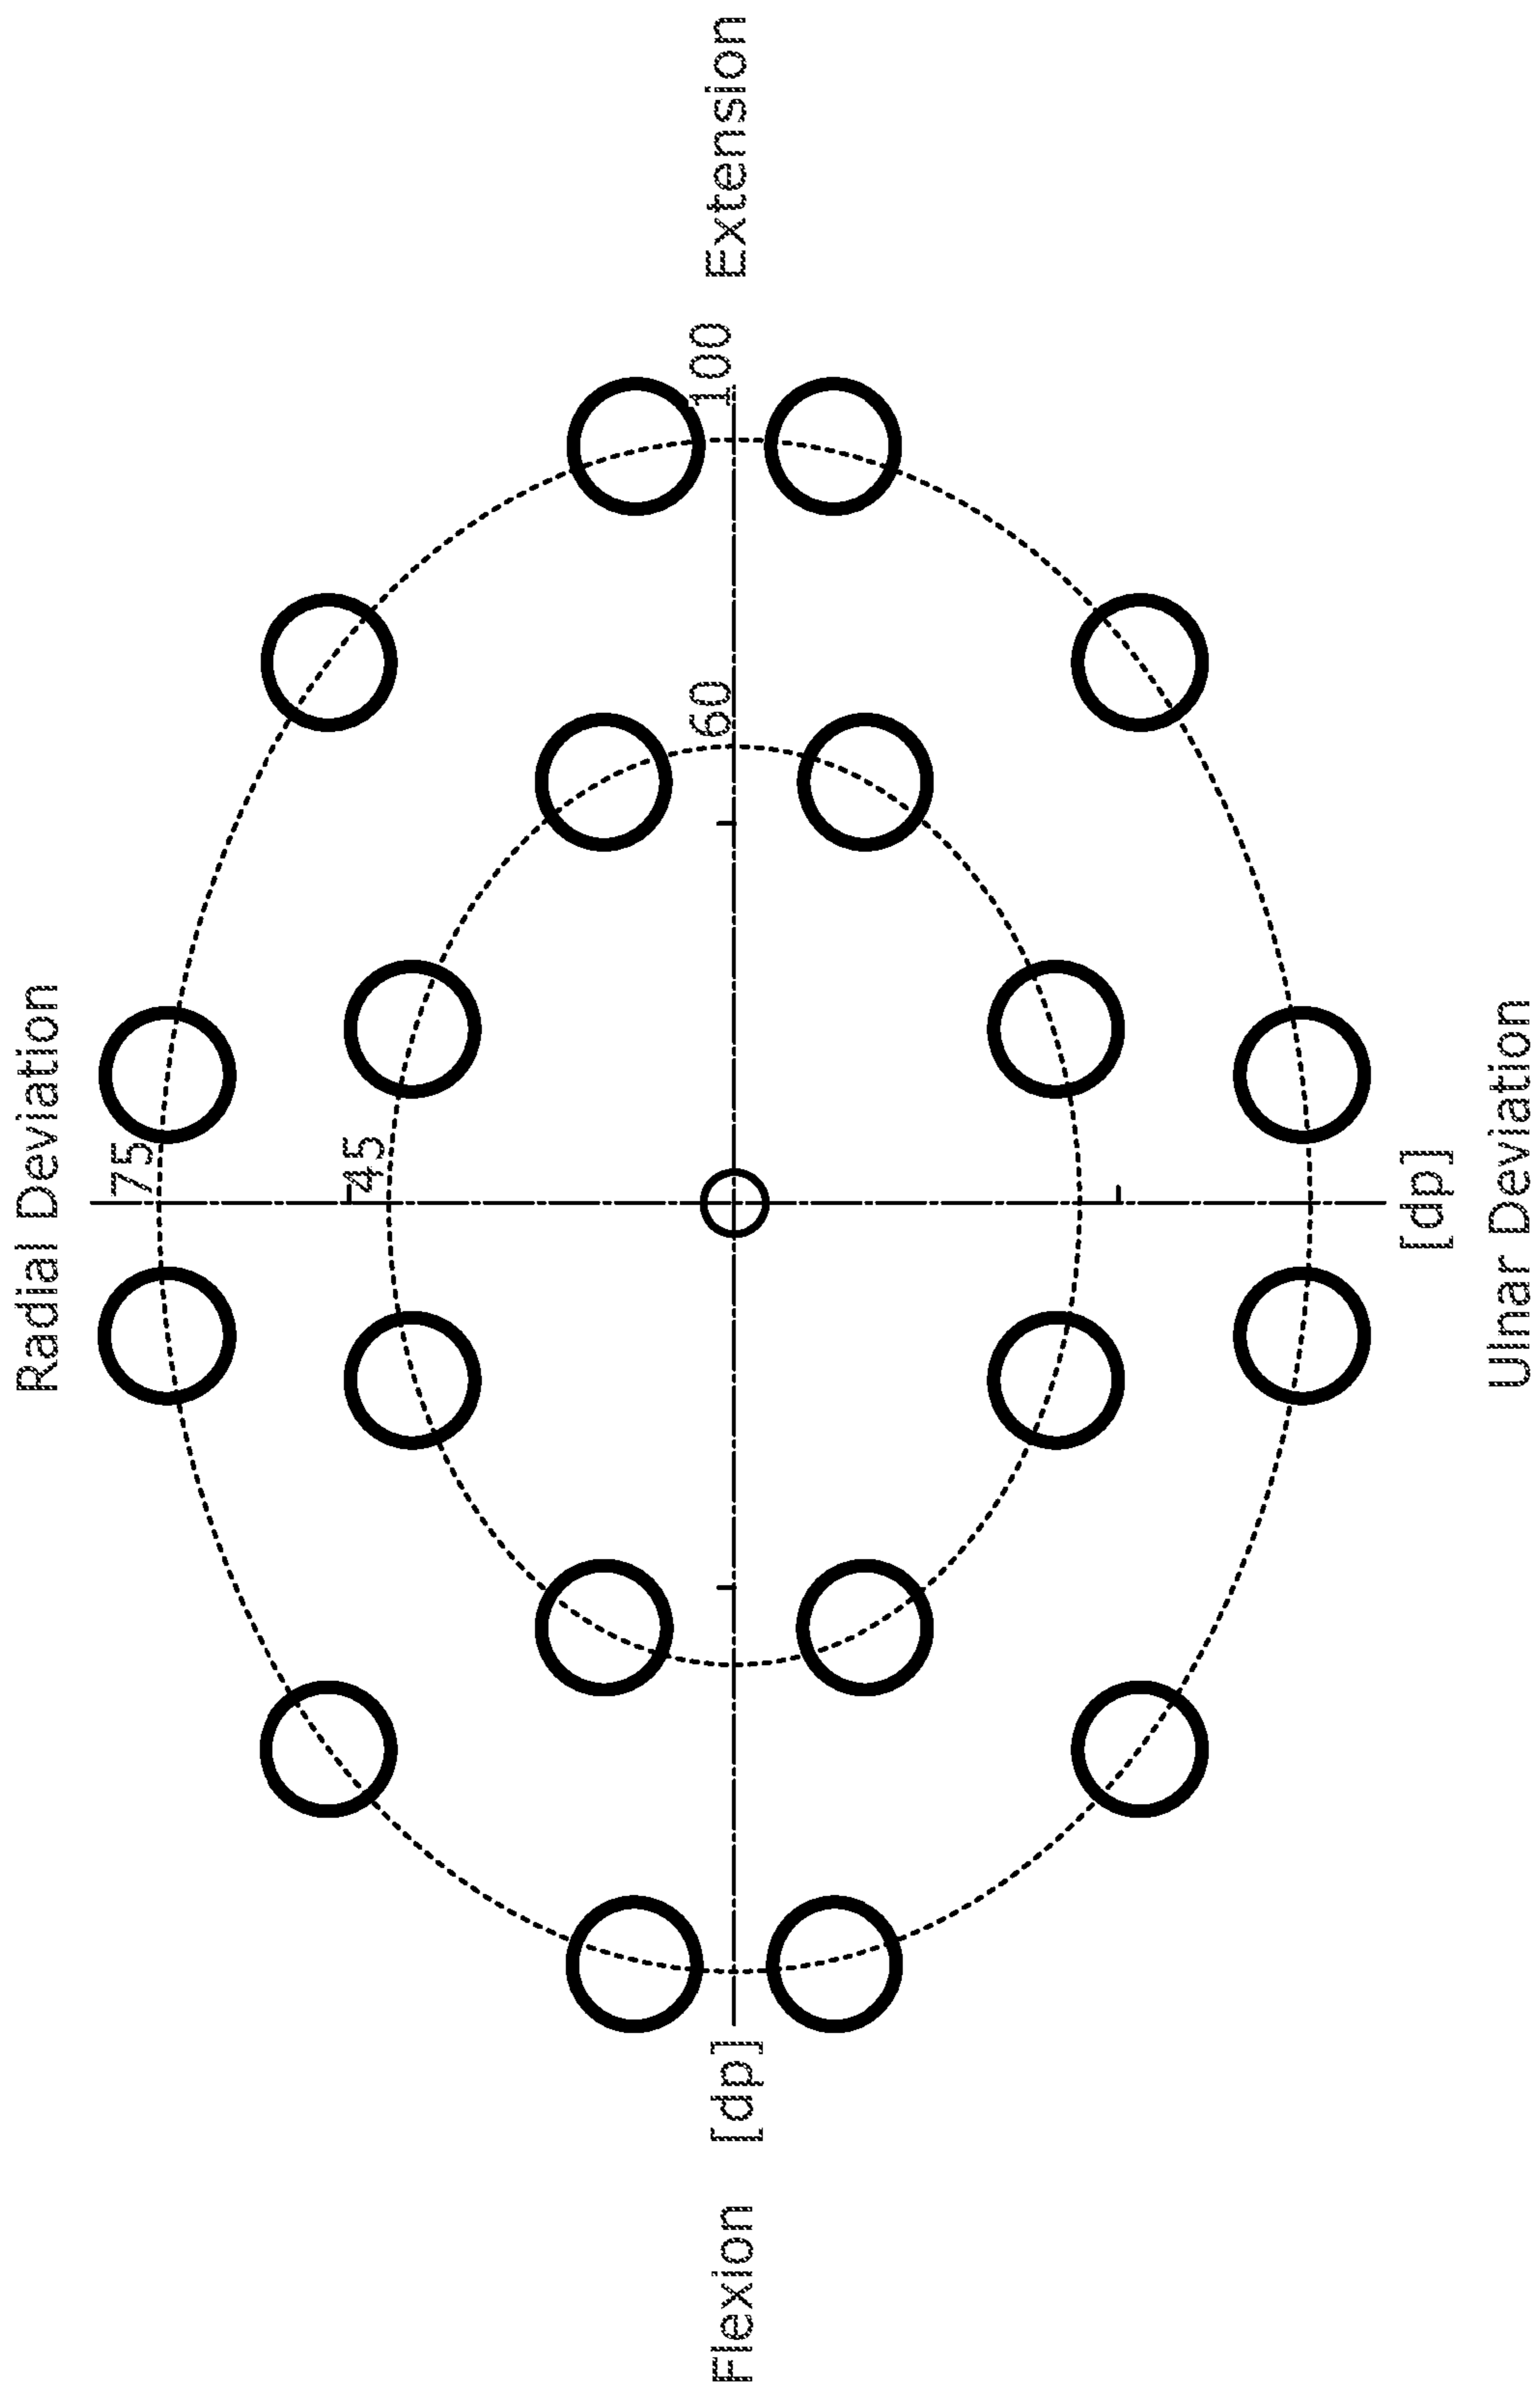 Radial Deviation
75
45
Flexion
[dp]
60
100
Extension
[dp]
Ulnar Deviation